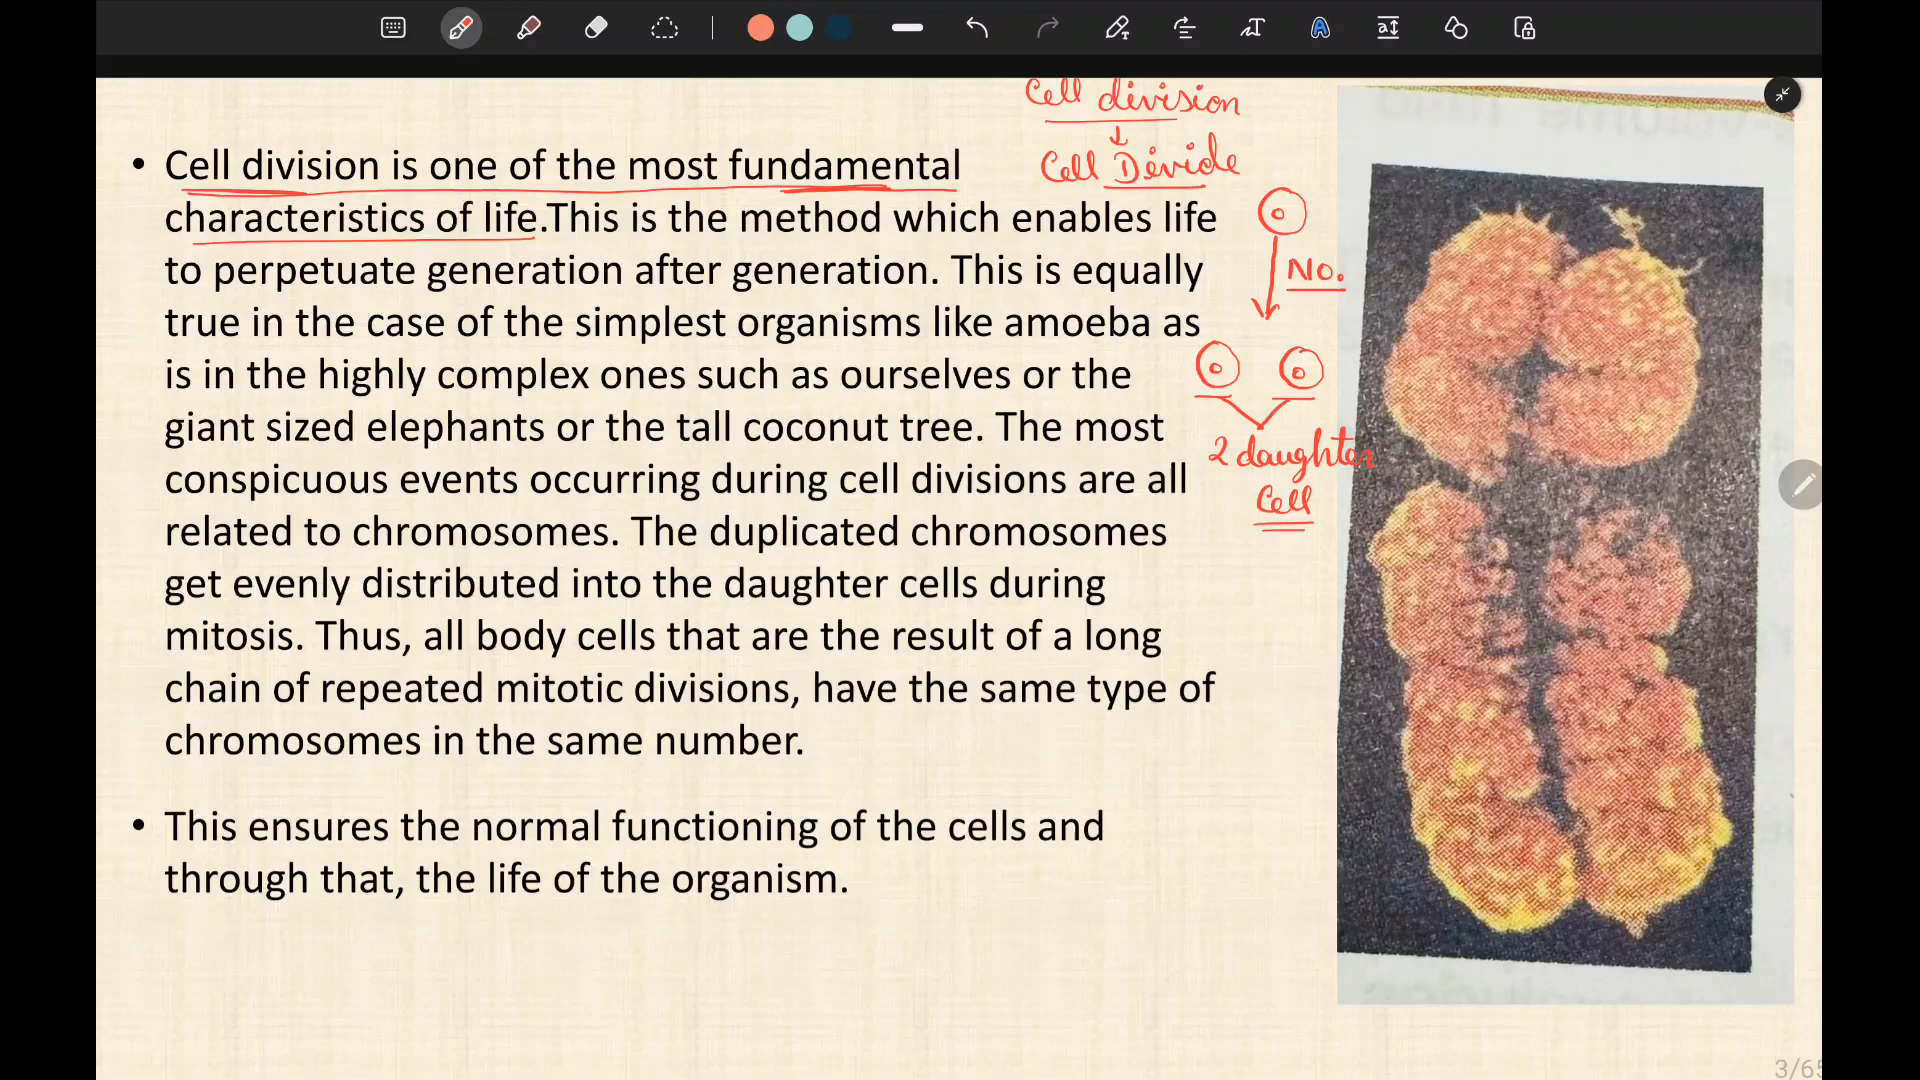 Cell division
Cell Divide
• Cell division is one of the most fundamental
characteristics of life.This is the method which enables life
to perpetuate generation after generation. This is equally
No.
true in the case of the simplest organisms like amoeba as
is in the highly complex ones such as ourselves or the
giant sized elephants or the tall coconut tree. The most
2 daughter
Cell
conspicuous events occurring during cell divisions are all
related to chromosomes. The duplicated chromosomes
get evenly distributed into the daughter cells during
mitosis. Thus, all body cells that are the result of a long
chain of repeated mitotic divisions, have the same type of
chromosomes in the same number.
• This ensures the normal functioning of the cells and
through that, the life of the organism.